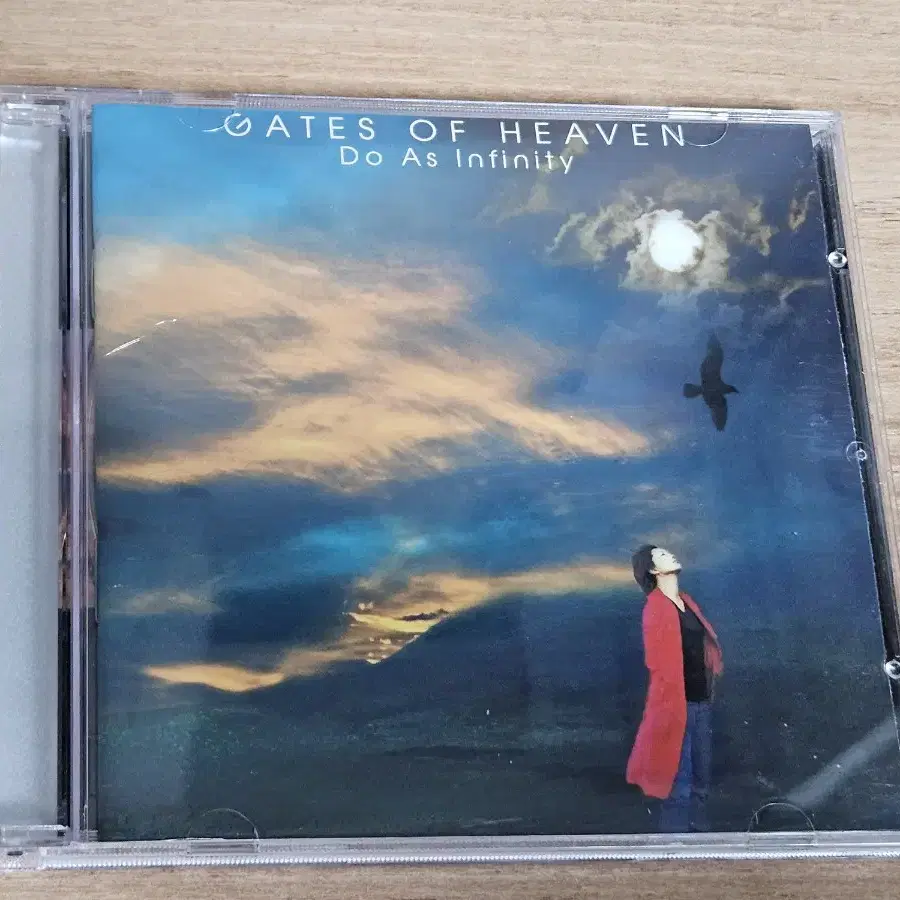 GATES OF HEAVEN
Do As Infinity